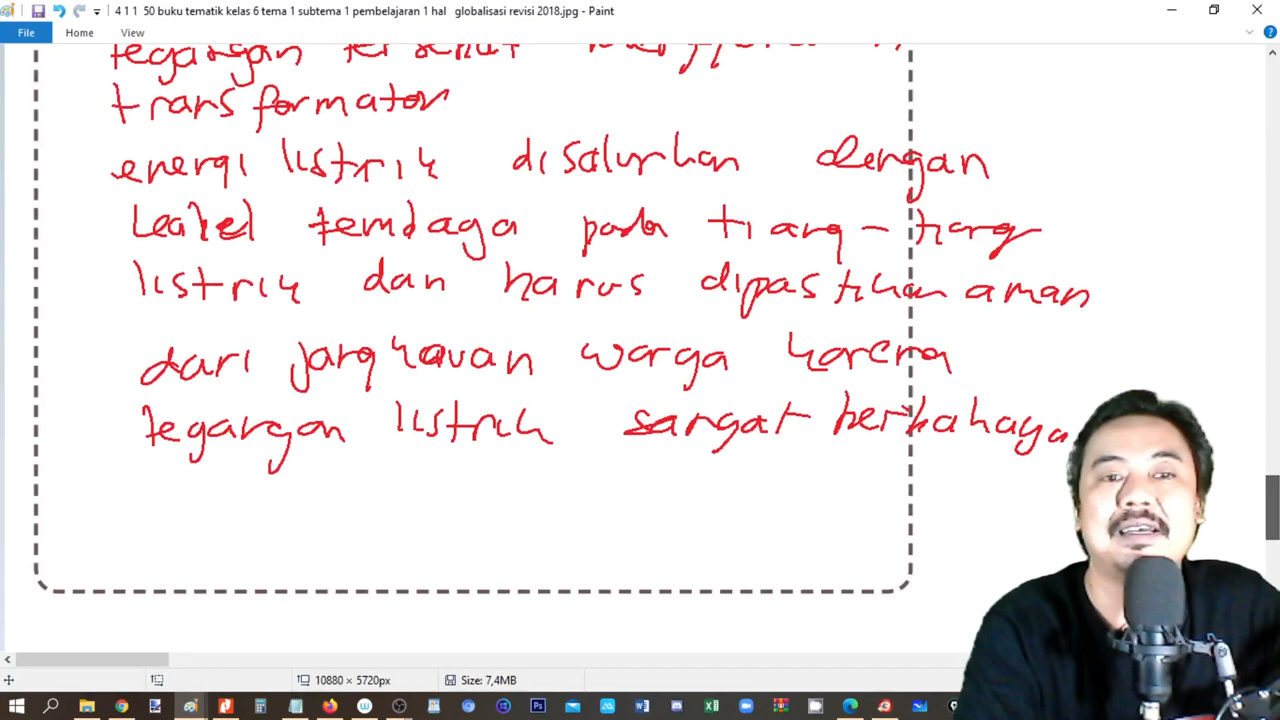 4 1 1 50 buku tematik kelas 6 tema 1 subtema 1 pembelajaran 1 hal globalisasi revisi 2018.jpg - Paint
File Home View
tegangan tersebut
transformator
energi listrik disalurkan dengan
tembaga pada tiang-tiang
listrik dan harus dipastikan aman
dari jangkauan warga karena
tegangan listrik sangat berbahaya
10880 × 5720px Size: 7,4MB